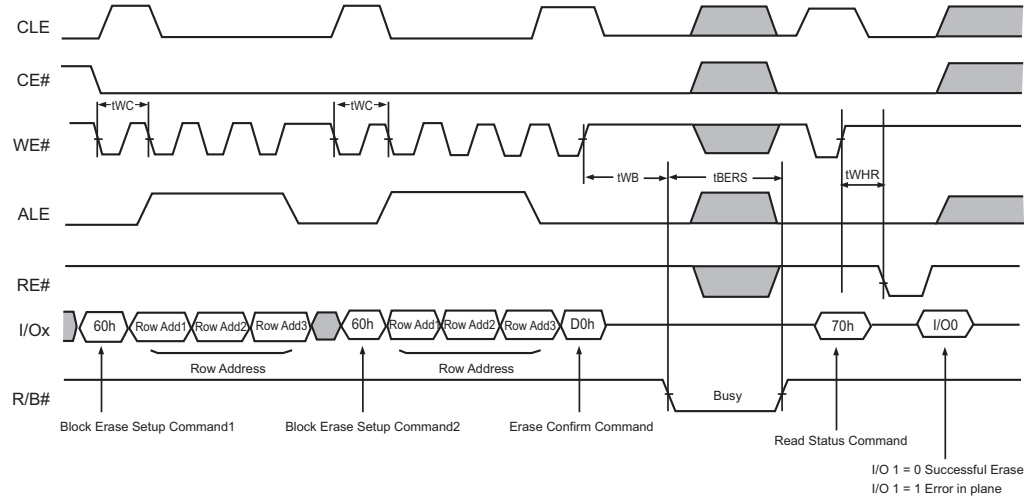 CLE
CE#
tWC
tWC
WE#
tWB
tBERS
tWHR
ALE
RE#
I/Ox
60h
Row Add1
Row Add2
Row Add3
60h
Row Add1
Row Add2
Row Add3
D0h
70h
I/O0
Row Address
Row Address
R/B#
Busy
Block Erase Setup Command1
Block Erase Setup Command2
Erase Confirm Command
Read Status Command
I/O 1 = 0 Successful Erase
I/O 1 = 1 Error in plane